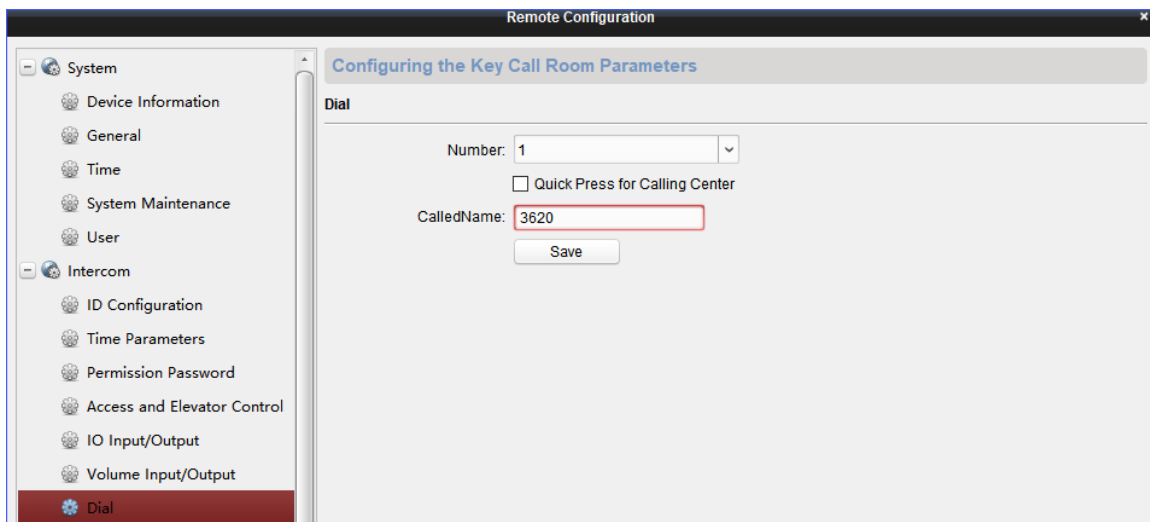 Remote Configuration
System
Device Information
General
Time
System Maintenance
User
Intercom
ID Configuration
Time Parameters
Permission Password
Access and Elevator Control
IO Input/Output
Volume Input/Output
Dial
Configuring the Key Call Room Parameters
Dial
Number: 1
Quick Press for Calling Center
CalledName: 3620
Save